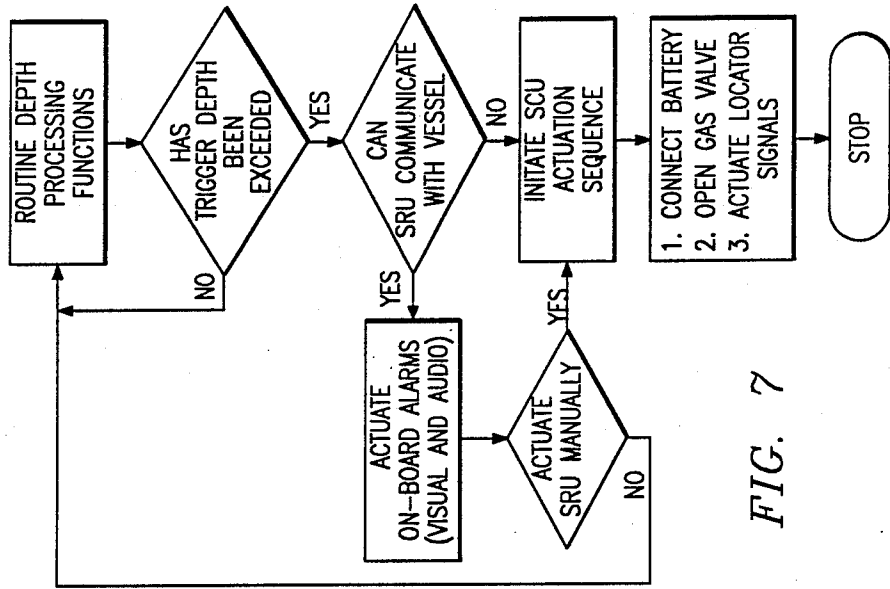 ROUTINE DEPTH
PROCESSING
FUNCTIONS
HAS
TRIGGER DEPTH
BEEN
EXCEEDED
NO
YES
CAN
SRU COMMUNICATE
WITH VESSEL
YES
NO
ACTUATE
ON-BOARD ALARMS
(VISUAL AND AUDIO)
ACTUATE
SRU MANUALLY
YES
NO
INITATE SCU
ACTUATION
SEQUENCE
1. CONNECT BATTERY
2. OPEN GAS VALVE
3. ACTUATE LOCATOR
SIGNALS
STOP
FIG. 7